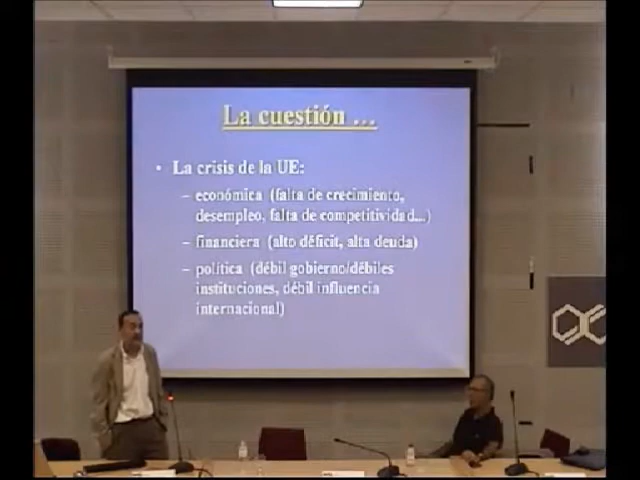 La cuestión ...
• La crisis de la UE:
– económica (falta de crecimiento,
desempleo, falta de competitividad...)
– financiera (alto déficit, alta deuda)
– política (débil gobierno/débiles
instituciones, débil influencia
internacional)